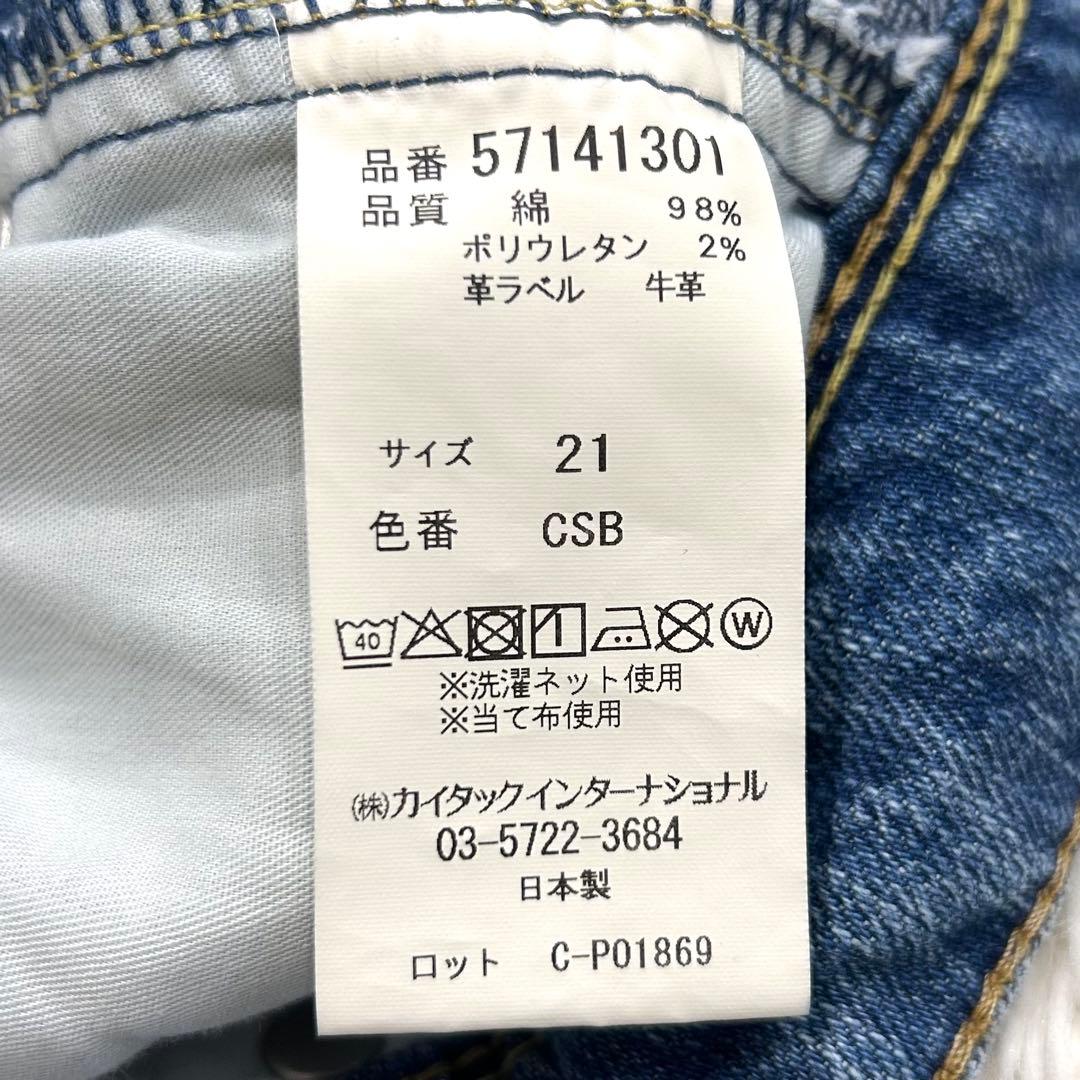 品番 57141301
品質 綿 98%
ポリウレタン 2%
革ラベル 牛革
サイズ 21
色番 CSB
40 W
※洗濯ネット使用
※当て布使用
(株)カイタックインターナショナル
03-5722-3684
日本製
ロット C-P01869